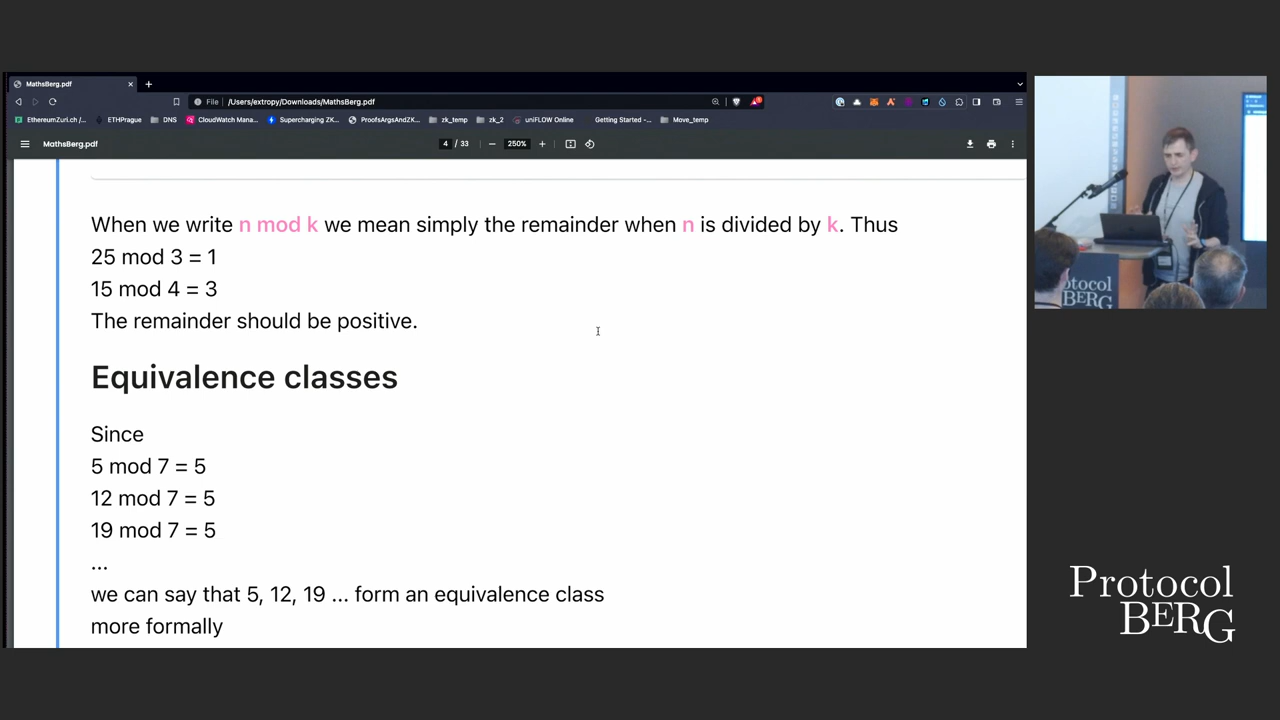 MathsBerg.pdf
File
/Users/extropy/Downloads/MathsBerg.pdf
EthereumZuri.ch /...
ETHPrague
DNS
CloudWatch Mana...
Supercharging ZK...
ProofsArgsAndZK...
zk_temp
zk_2
uniFLOW Online
Getting Started -...
Move_temp
MathsBerg.pdf
4 / 33
250%
When we write n mod k we mean simply the remainder when n is divided by k. Thus
25 mod 3 = 1
15 mod 4 = 3
The remainder should be positive.
Equivalence classes
Since
5 mod 7 = 5
12 mod 7 = 5
19 mod 7 = 5
...
we can say that 5, 12, 19 ... form an equivalence class
more formally
otocol
BERG
Protocol
BERG